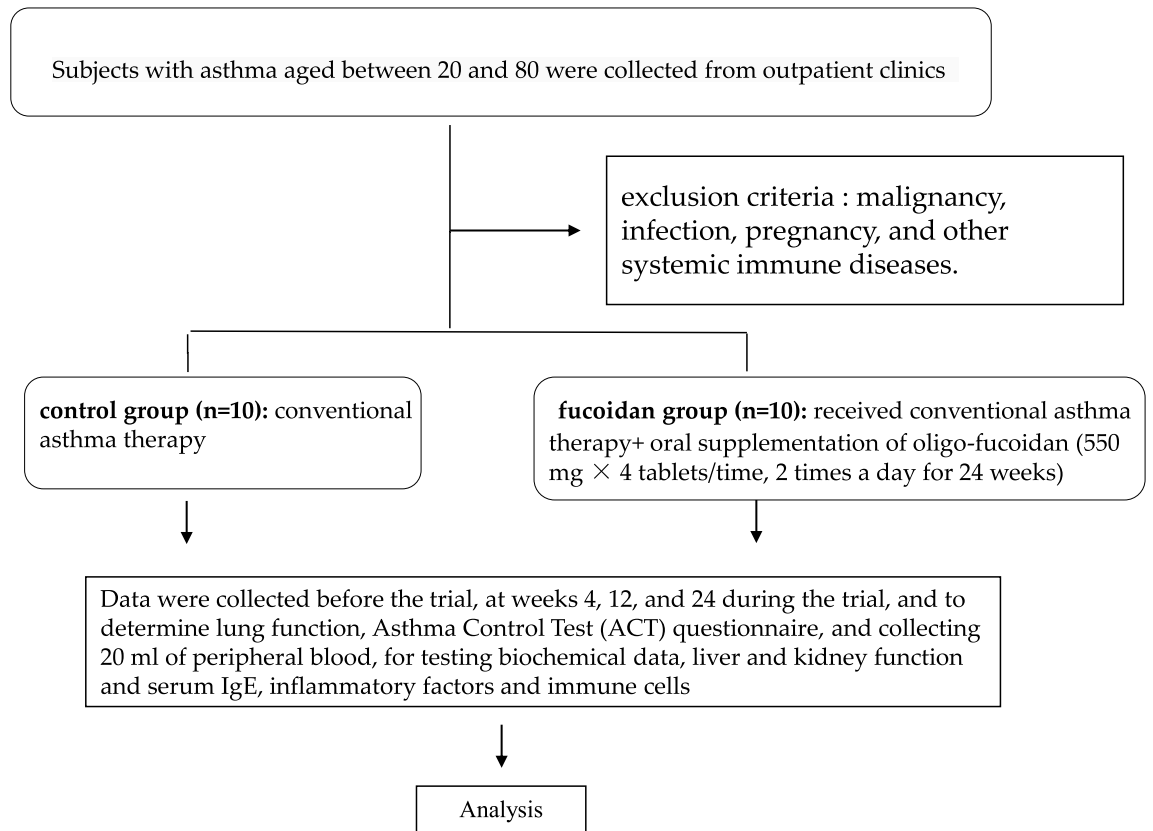 Subjects with asthma aged between 20 and 80 were collected from outpatient clinics
exclusion criteria : malignancy,
infection, pregnancy, and other
systemic immune diseases.
control group (n=10): conventional
asthma therapy
fucoidan group (n=10): received conventional asthma
therapy+ oral supplementation of oligo-fucoidan (550
mg × 4 tablets/time, 2 times a day for 24 weeks)
Data were collected before the trial, at weeks 4, 12, and 24 during the trial, and to
determine lung function, Asthma Control Test (ACT) questionnaire, and collecting
20 ml of peripheral blood, for testing biochemical data, liver and kidney function
and serum IgE, inflammatory factors and immune cells
Analysis